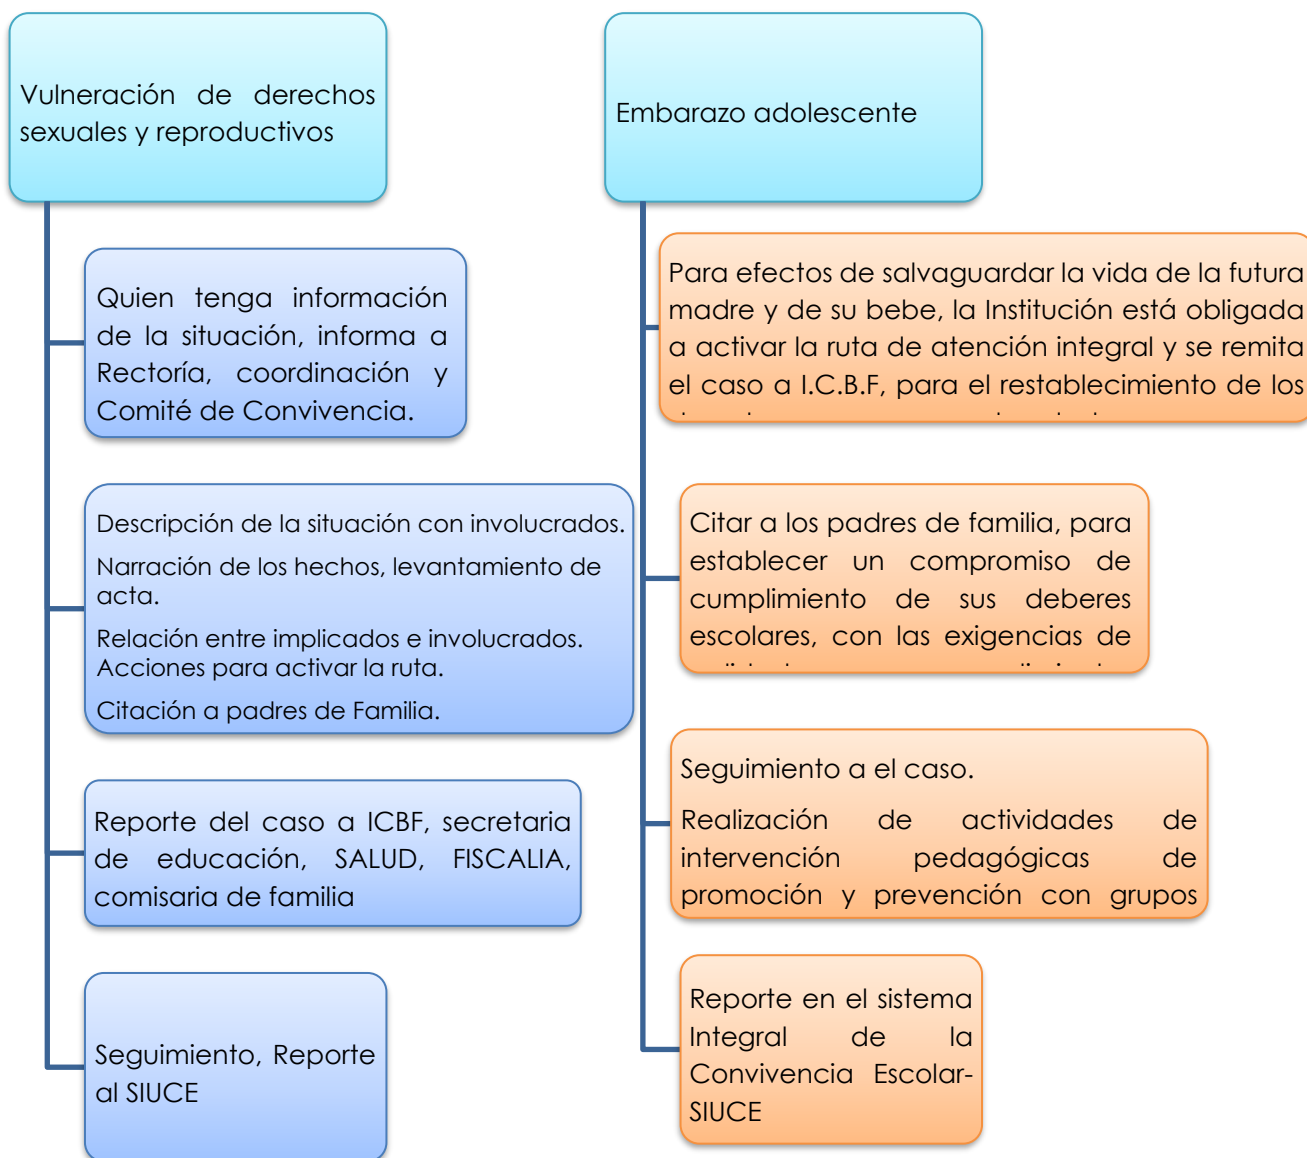 Vulneración de derechos
sexuales y reproductivos
Quien tenga información
de la situación, informa a
Rectoría, coordinación y
Comité de Convivencia.
Descripción de la situación con involucrados.
Narración de los hechos, levantamiento de
acta.
Relación entre implicados e involucrados.
Acciones para activar la ruta.
Citación a padres de Familia.
Reporte del caso a ICBF, secretaria
de educación, SALUD, FISCALIA,
comisaria de familia
Seguimiento, Reporte
al SIUCE
Embarazo adolescente
Para efectos de salvaguardar la vida de la futura
madre y de su bebe, la Institución está obligada
a activar la ruta de atención integral y se remita
el caso a I.C.B.F, para el restablecimiento de los
Citar a los padres de familia, para
establecer un compromiso de
cumplimiento de sus deberes
escolares, con las exigencias de
Seguimiento a el caso.
Realización de actividades de
intervención pedagógicas de
promoción y prevención con grupos
Reporte en el sistema
Integral de la
Convivencia Escolar-
SIUCE